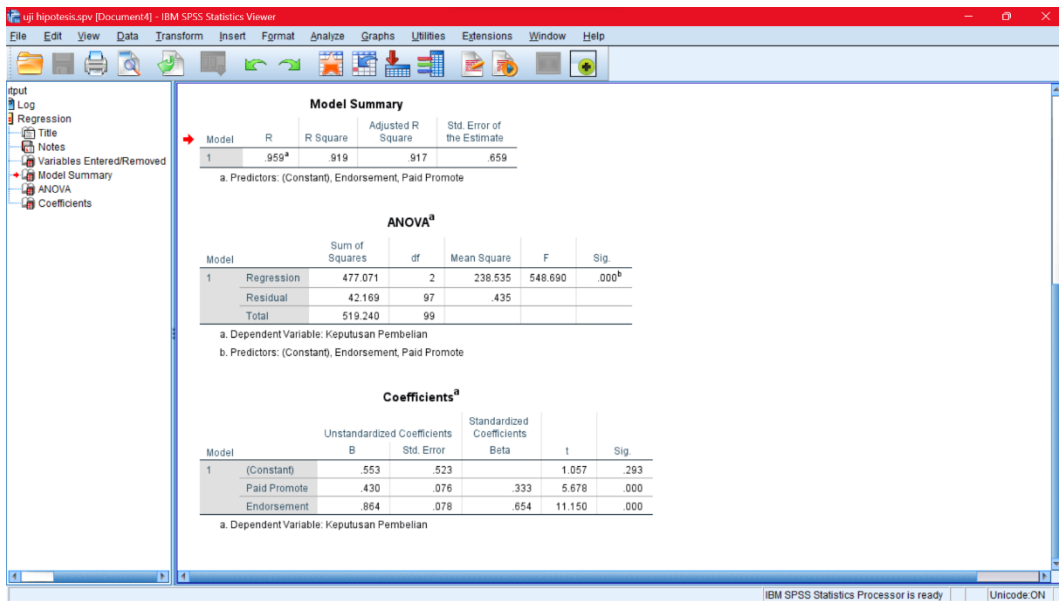 uji hipotesis.spv [Document4] - IBM SPSS Statistics Viewer
File Edit View Data Transform Insert Format Analyze Graphs Utilities Extensions Window Help
tput
Log
Regression
Title
Notes
Variables Entered/Removed
Model Summary
ANOVA
Coefficients
Model Summary
Model R R Square Adjusted R Square Std. Error of the Estimate
1 .959a .919 .917 .659
a. Predictors: (Constant), Endorsement, Paid Promote
ANOVAa
Model Sum of Squares df Mean Square F Sig.
1 Regression 477.071 2 238.535 548.690 .000b
Residual 42.169 97 .435
Total 519.240 99
a. Dependent Variable: Keputusan Pembelian
b. Predictors: (Constant), Endorsement, Paid Promote
Coefficientsa
Unstandardized Coefficients Standardized Coefficients
Model B Std. Error Beta t Sig.
1 (Constant) .553 .523 1.057 .293
Paid Promote .430 .076 .333 5.678 .000
Endorsement .864 .078 .654 11.150 .000
a. Dependent Variable: Keputusan Pembelian
IBM SPSS Statistics Processor is ready Unicode:ON